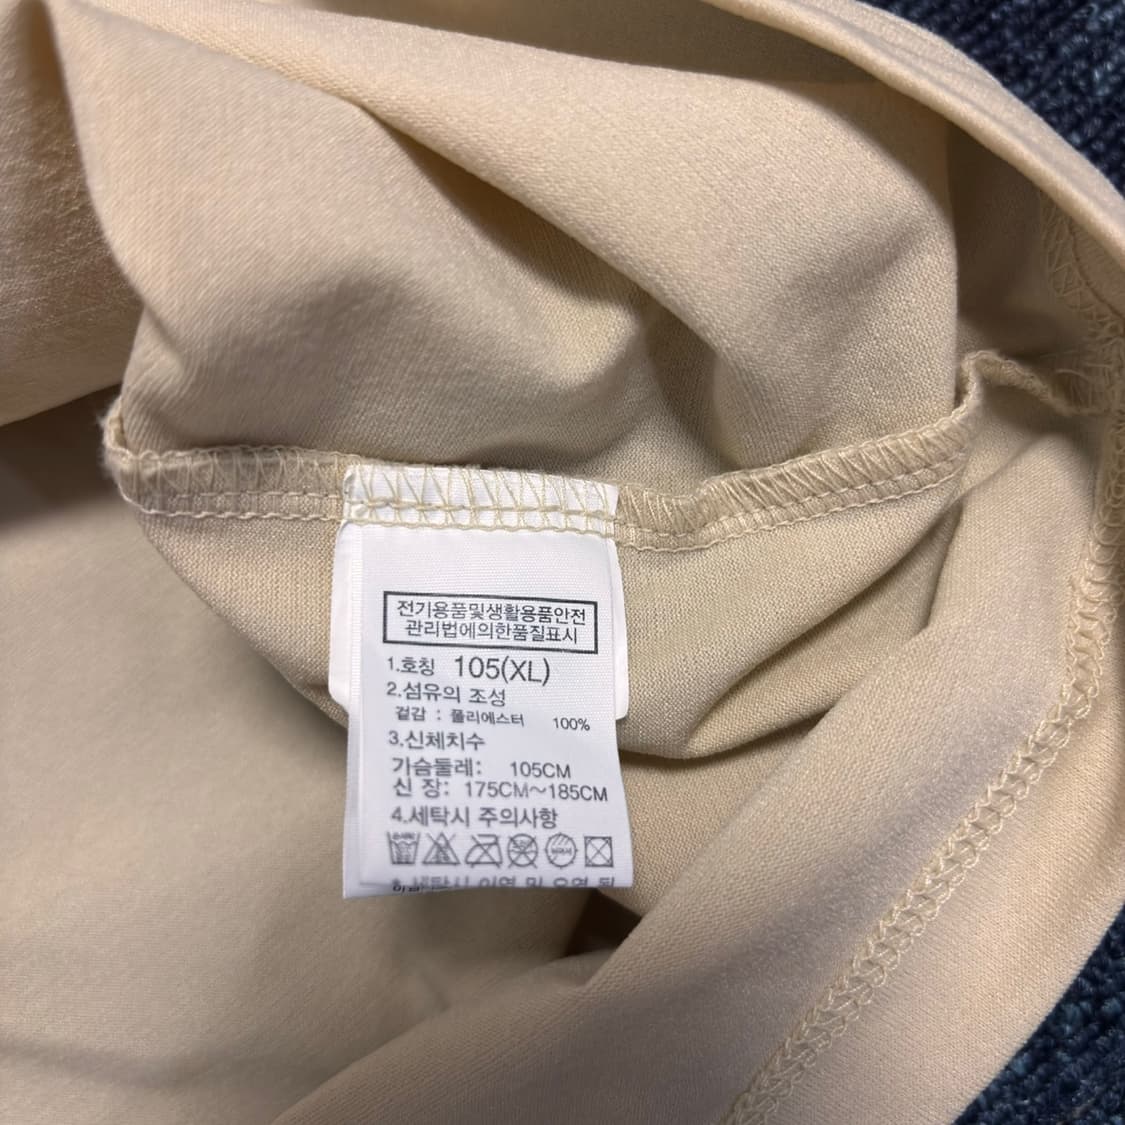 전기용품및생활용품안전
관리법에의한품질표시
1.호칭 105(XL)
2.섬유의 조성
겉감 : 폴리에스터 100%
3.신체치수
가슴둘레: 105CM
신 장: 175CM~185CM
4.세탁시 주의사항